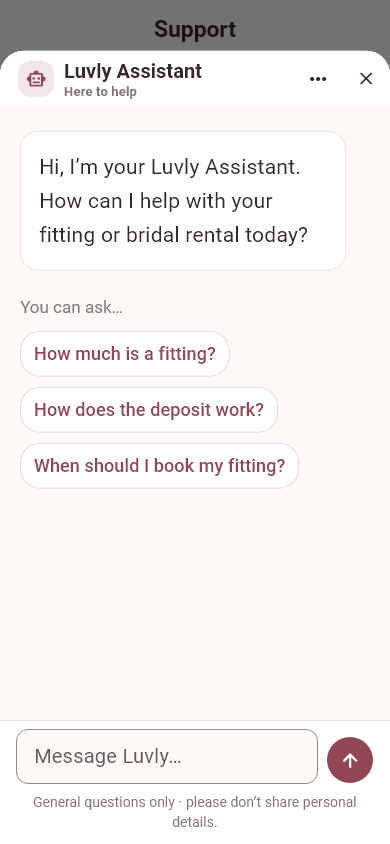 Support
Luvly Assistant
Here to help
Hi, I’m your Luvly Assistant.
How can I help with your
fitting or bridal rental today?
You can ask…
How much is a fitting?
How does the deposit work?
When should I book my fitting?
Message Luvly…
General questions only · please don’t share personal
details.